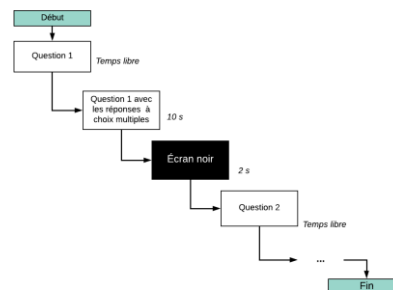 Début
Question 1
Temps libre
Question 1 avec
les réponses à
choix multiples
10 s
Écran noir
2 s
Question 2
Temps libre
...
Fin